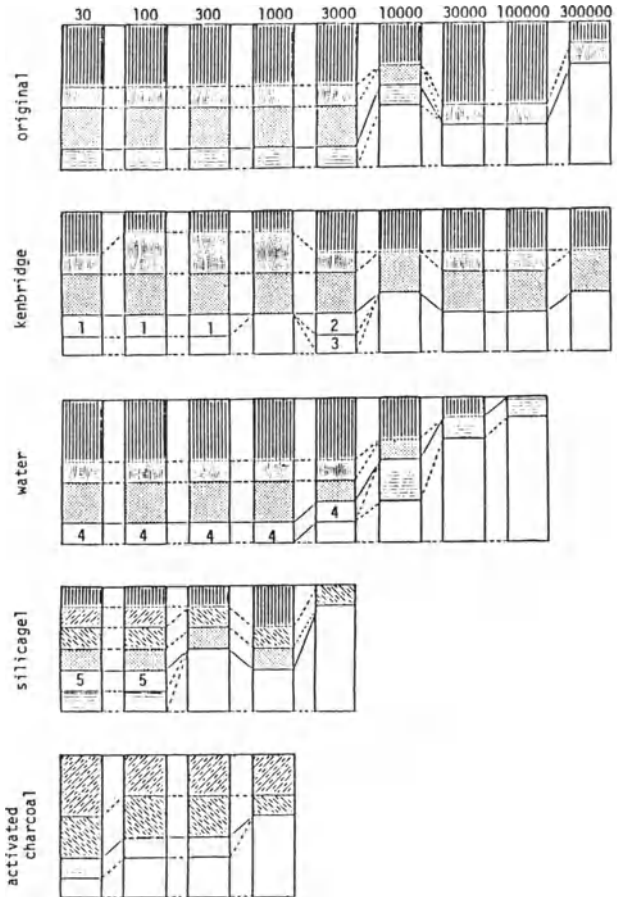 30 100 300 1000 3000 10000 30000 100000 300000
original
kenbridge
1 1 1 2
3
water
4 4 4 4 4
silicagel
5 5
activated
charcoal